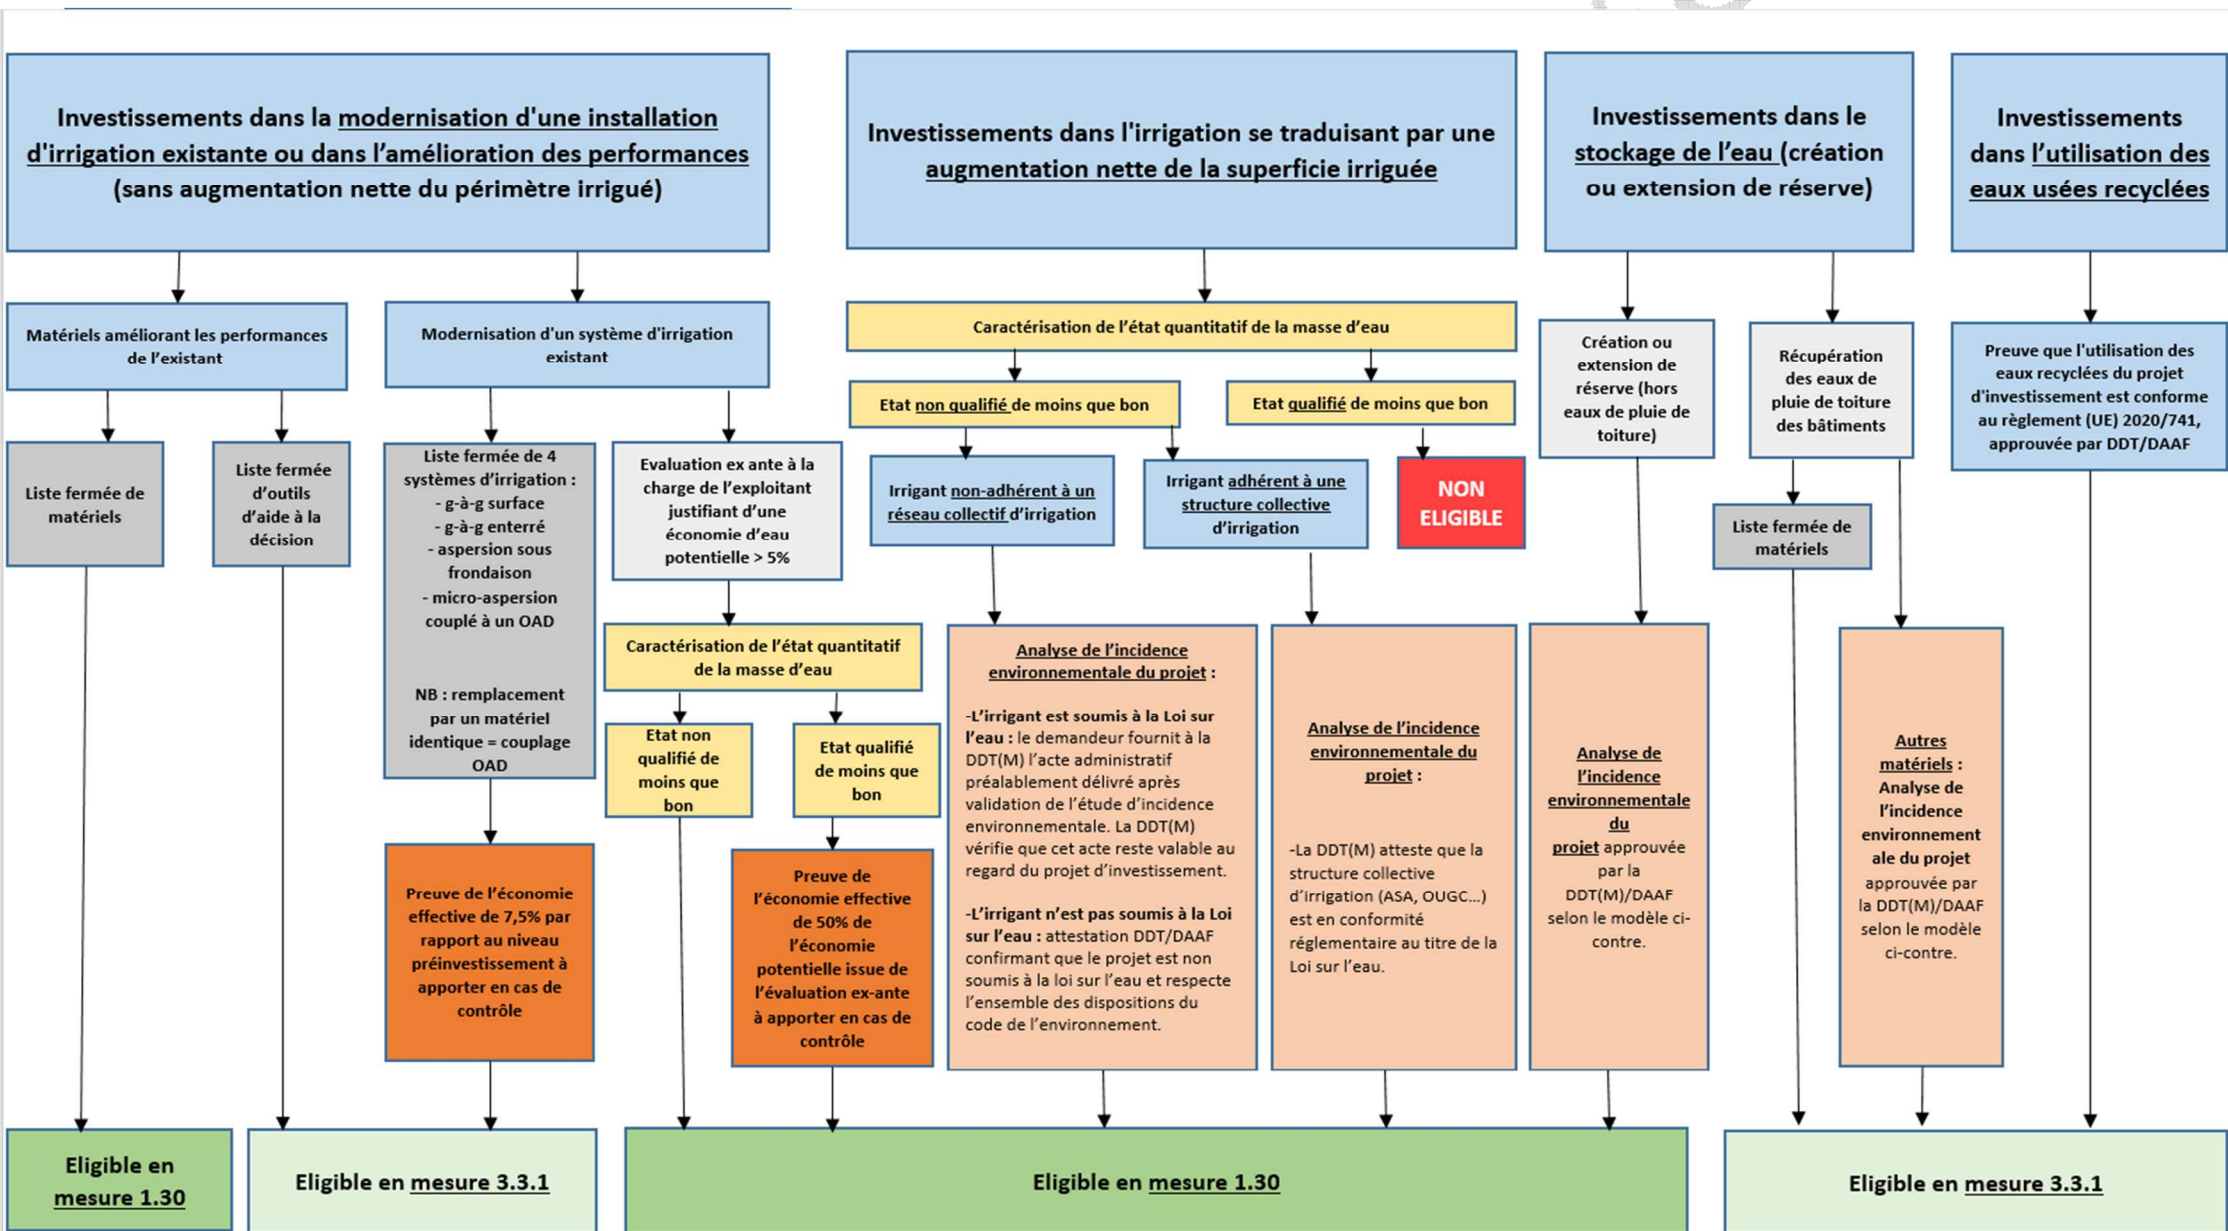 Investissements dans la modernisation d'une installation
d'irrigation existante ou dans l’amélioration des performances
(sans augmentation nette du périmètre irrigué)
Investissements dans l'irrigation se traduisant par une
augmentation nette de la superficie irriguée
Investissements dans le
stockage de l’eau (création
ou extension de réserve)
Investissements
dans l’utilisation des
eaux usées recyclées
Matériels améliorant les performances
de l’existant
Modernisation d'un système d'irrigation
existant
Caractérisation de l’état quantitatif de la masse d’eau
Etat non qualifié de moins que bon
Etat qualifié de moins que bon
Création ou
extension de
réserve (hors
eaux de pluie de
toiture)
Récupération
des eaux de
pluie de toiture
des bâtiments
Preuve que l'utilisation des
eaux recyclées du projet
d'investissement est conforme
au règlement (UE) 2020/741,
approuvée par DDT/DAAF
Liste fermée de
matériels
Liste fermée
d’outils
d’aide à la
décision
Liste fermée de 4
systèmes d’irrigation :
- g-à-g surface
- g-à-g enterré
- aspersion sous
frondaison
- micro-aspersion
couplé à un OAD
NB : remplacement
par un matériel
identique = couplage
OAD
Evaluation ex ante à la
charge de l’exploitant
justifiant d’une
économie d’eau
potentielle > 5%
Irrigant non-adhérent à un
réseau collectif d’irrigation
Irrigant adhérent à une
structure collective
d’irrigation
NON
ELIGIBLE
Liste fermée de
matériels
Caractérisation de l’état quantitatif
de la masse d’eau
Etat non
qualifié de
moins que
bon
Etat qualifié
de moins que
bon
Preuve de l’économie
effective de 7,5% par
rapport au niveau
préinvestissement à
apporter en cas de
contrôle
Preuve de
l’économie effective
de 50% de
l’économie
potentielle issue de
l’évaluation ex-ante
à apporter en cas de
contrôle
Analyse de l’incidence
environnementale du projet :
-L’irrigant est soumis à la Loi sur
l’eau : le demandeur fournit à la
DDT(M) l’acte administratif
préalablement délivré après
validation de l’étude d’incidence
environnementale. La DDT(M)
vérifie que cet acte reste valable au
regard du projet d’investissement.
-L’irrigant n’est pas soumis à la Loi
sur l’eau : attestation DDT/DAAF
confirmant que le projet est non
soumis à la loi sur l’eau et respecte
l’ensemble des dispositions du
code de l’environnement.
Analyse de l’incidence
environnementale du
projet :
-La DDT(M) atteste que la
structure collective
d’irrigation (ASA, OUGC…)
est en conformité
réglementaire au titre de la
Loi sur l’eau.
Analyse de
l’incidence
environnementale
du
projet approuvée
par la
DDT(M)/DAAF
selon le modèle ci-
contre.
Autres
matériels :
Analyse de
l’incidence
environnement
ale du projet
approuvée par
la DDT(M)/DAAF
selon le modèle
ci-contre.
Eligible en
mesure 1.30
Eligible en mesure 3.3.1
Eligible en mesure 1.30
Eligible en mesure 3.3.1